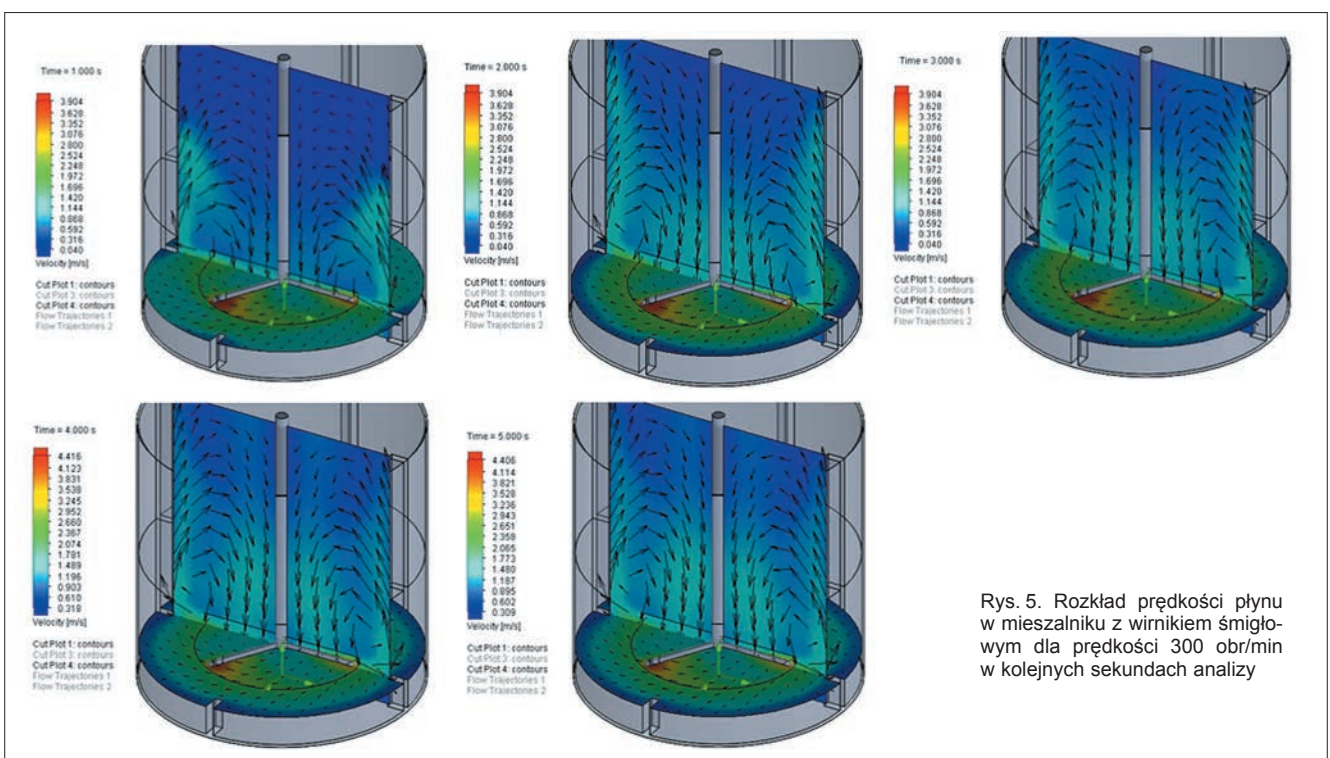 Time = 1.000 s
3.904
3.628
3.352
3.076
2.800
2.524
2.248
1.972
1.696
1.420
1.144
0.868
0.592
0.316
0.040
Velocity [m/s]
Cut Plot 1: contours
Cut Plot 3: contours
Cut Plot 4: contours
Flow Trajectories 1
Flow Trajectories 2
Time = 2.000 s
3.904
3.628
3.352
3.076
2.800
2.524
2.248
1.972
1.696
1.420
1.144
0.868
0.592
0.316
0.040
Velocity [m/s]
Cut Plot 1: contours
Cut Plot 3: contours
Cut Plot 4: contours
Flow Trajectories 1
Flow Trajectories 2
Time = 3.000 s
3.904
3.628
3.352
3.076
2.800
2.524
2.248
1.972
1.696
1.420
1.144
0.868
0.592
0.316
0.040
Velocity [m/s]
Cut Plot 1: contours
Cut Plot 3: contours
Cut Plot 4: contours
Flow Trajectories 1
Flow Trajectories 2
Time = 4.000 s
4.416
4.123
3.831
3.538
3.245
2.952
2.660
2.367
2.074
1.781
1.489
1.196
0.903
0.610
0.318
Velocity [m/s]
Cut Plot 1: contours
Cut Plot 3: contours
Cut Plot 4: contours
Flow Trajectories 1
Flow Trajectories 2
Time = 5.000 s
4.406
4.114
3.821
3.528
3.236
2.943
2.651
2.358
2.065
1.773
1.480
1.187
0.895
0.602
0.309
Velocity [m/s]
Cut Plot 1: contours
Cut Plot 3: contours
Cut Plot 4: contours
Flow Trajectories 1
Flow Trajectories 2
Rys. 5. Rozkład prędkości płynu
w mieszalniku z wirnikiem śmigło-
wym dla prędkości 300 obr/min
w kolejnych sekundach analizy